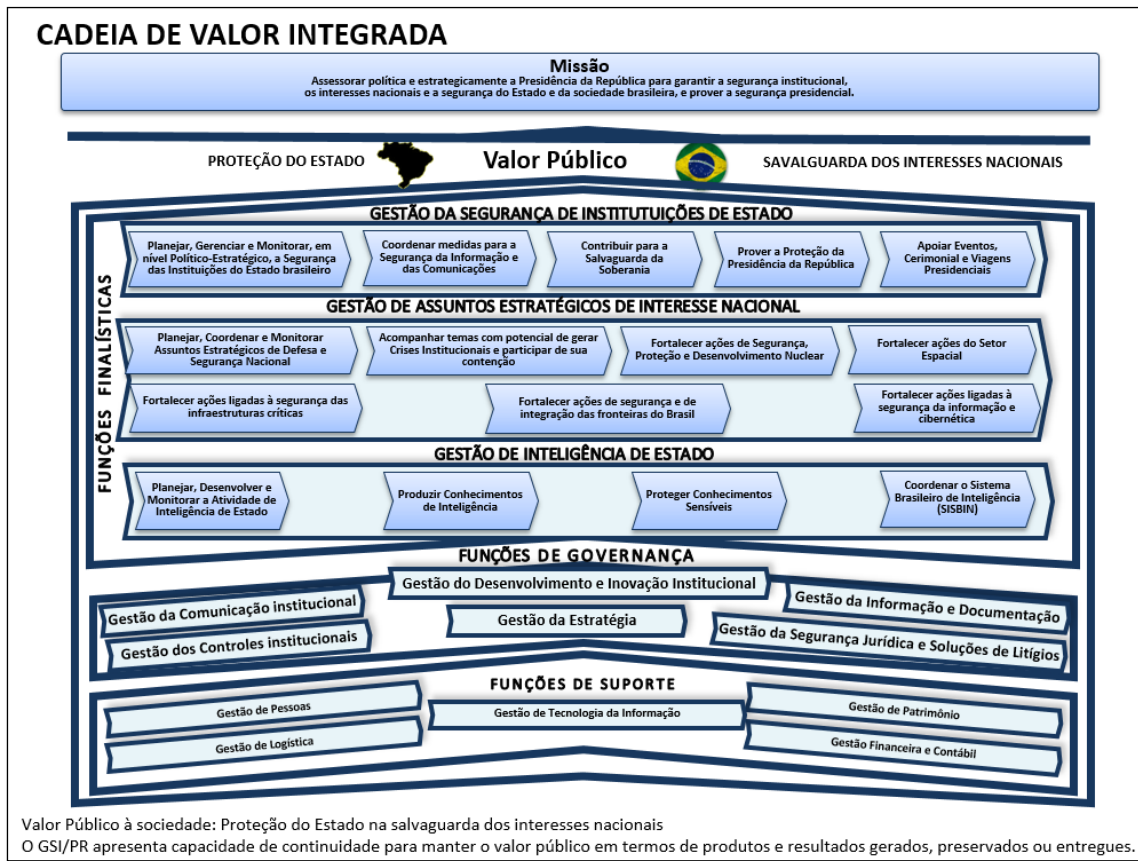 CADEIA DE VALOR INTEGRADA
Missão
Assessorar política e estrategicamente a Presidência da República para garantir a segurança institucional,
os interesses nacionais e a segurança do Estado e da sociedade brasileira, e prover a segurança presidencial.
PROTEÇÃO DO ESTADO
Valor Público
SAVALGUARDA DOS INTERESSES NACIONAIS
FUNÇÕES FINALÍSTICAS
GESTÃO DA SEGURANÇA DE INSTITUTUIÇÕES DE ESTADO
Planejar, Gerenciar e Monitorar, em
nível Político-Estratégico, a Segurança
das Instituições do Estado brasileiro
Coordenar medidas para a
Segurança da Informação e
das Comunicações
Contribuir para a
Salvaguarda da
Soberania
Prover a Proteção da
Presidência da República
Apoiar Eventos,
Cerimonial e Viagens
Presidenciais
GESTÃO DE ASSUNTOS ESTRATÉGICOS DE INTERESSE NACIONAL
Planejar, Coordenar e Monitorar
Assuntos Estratégicos de Defesa e
Segurança Nacional
Acompanhar temas com potencial de gerar
Crises Institucionais e participar de sua
contenção
Fortalecer ações de Segurança,
Proteção e Desenvolvimento Nuclear
Fortalecer ações do Setor
Espacial
Fortalecer ações ligadas à segurança das
infraestruturas críticas
Fortalecer ações de segurança e de
integração das fronteiras do Brasil
Fortalecer ações ligadas à
segurança da informação e
cibernética
GESTÃO DE INTELIGÊNCIA DE ESTADO
Planejar, Desenvolver e
Monitorar a Atividade de
Inteligência de Estado
Produzir Conhecimentos
de Inteligência
Proteger Conhecimentos
Sensíveis
Coordenar o Sistema
Brasileiro de Inteligência
(SISBIN)
FUNÇÕES DE GOVERNANÇA
Gestão do Desenvolvimento e Inovação Institucional
Gestão da Comunicação institucional
Gestão da Estratégia
Gestão da Informação e Documentação
Gestão dos Controles institucionais
Gestão da Segurança Jurídica e Soluções de Litígios
FUNÇÕES DE SUPORTE
Gestão de Pessoas
Gestão de Tecnologia da Informação
Gestão de Patrimônio
Gestão de Logística
Gestão Financeira e Contábil
Valor Público à sociedade: Proteção do Estado na salvaguarda dos interesses nacionais
O GSI/PR apresenta capacidade de continuidade para manter o valor público em termos de produtos e resultados gerados, preservados ou entregues.